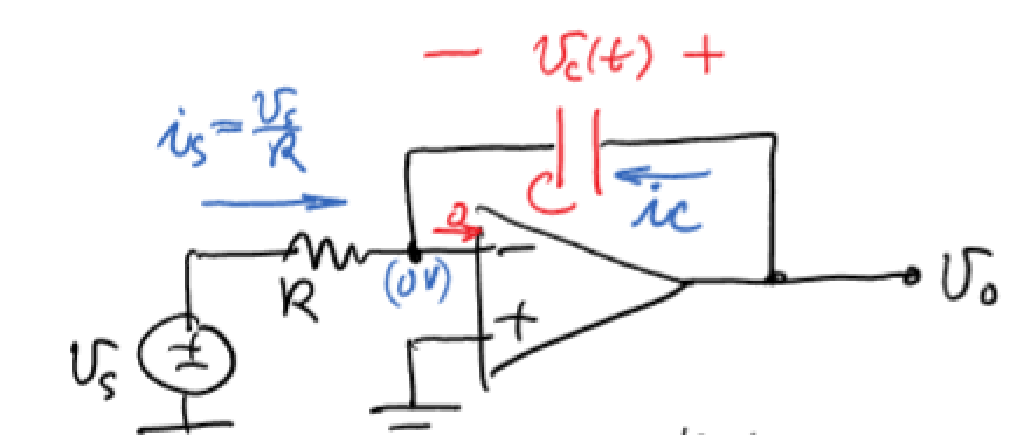 − v_c(t) +
i_s = v_s/R
C
i_c
0
−
(0V)
R
+
v_o
v_s
+
−